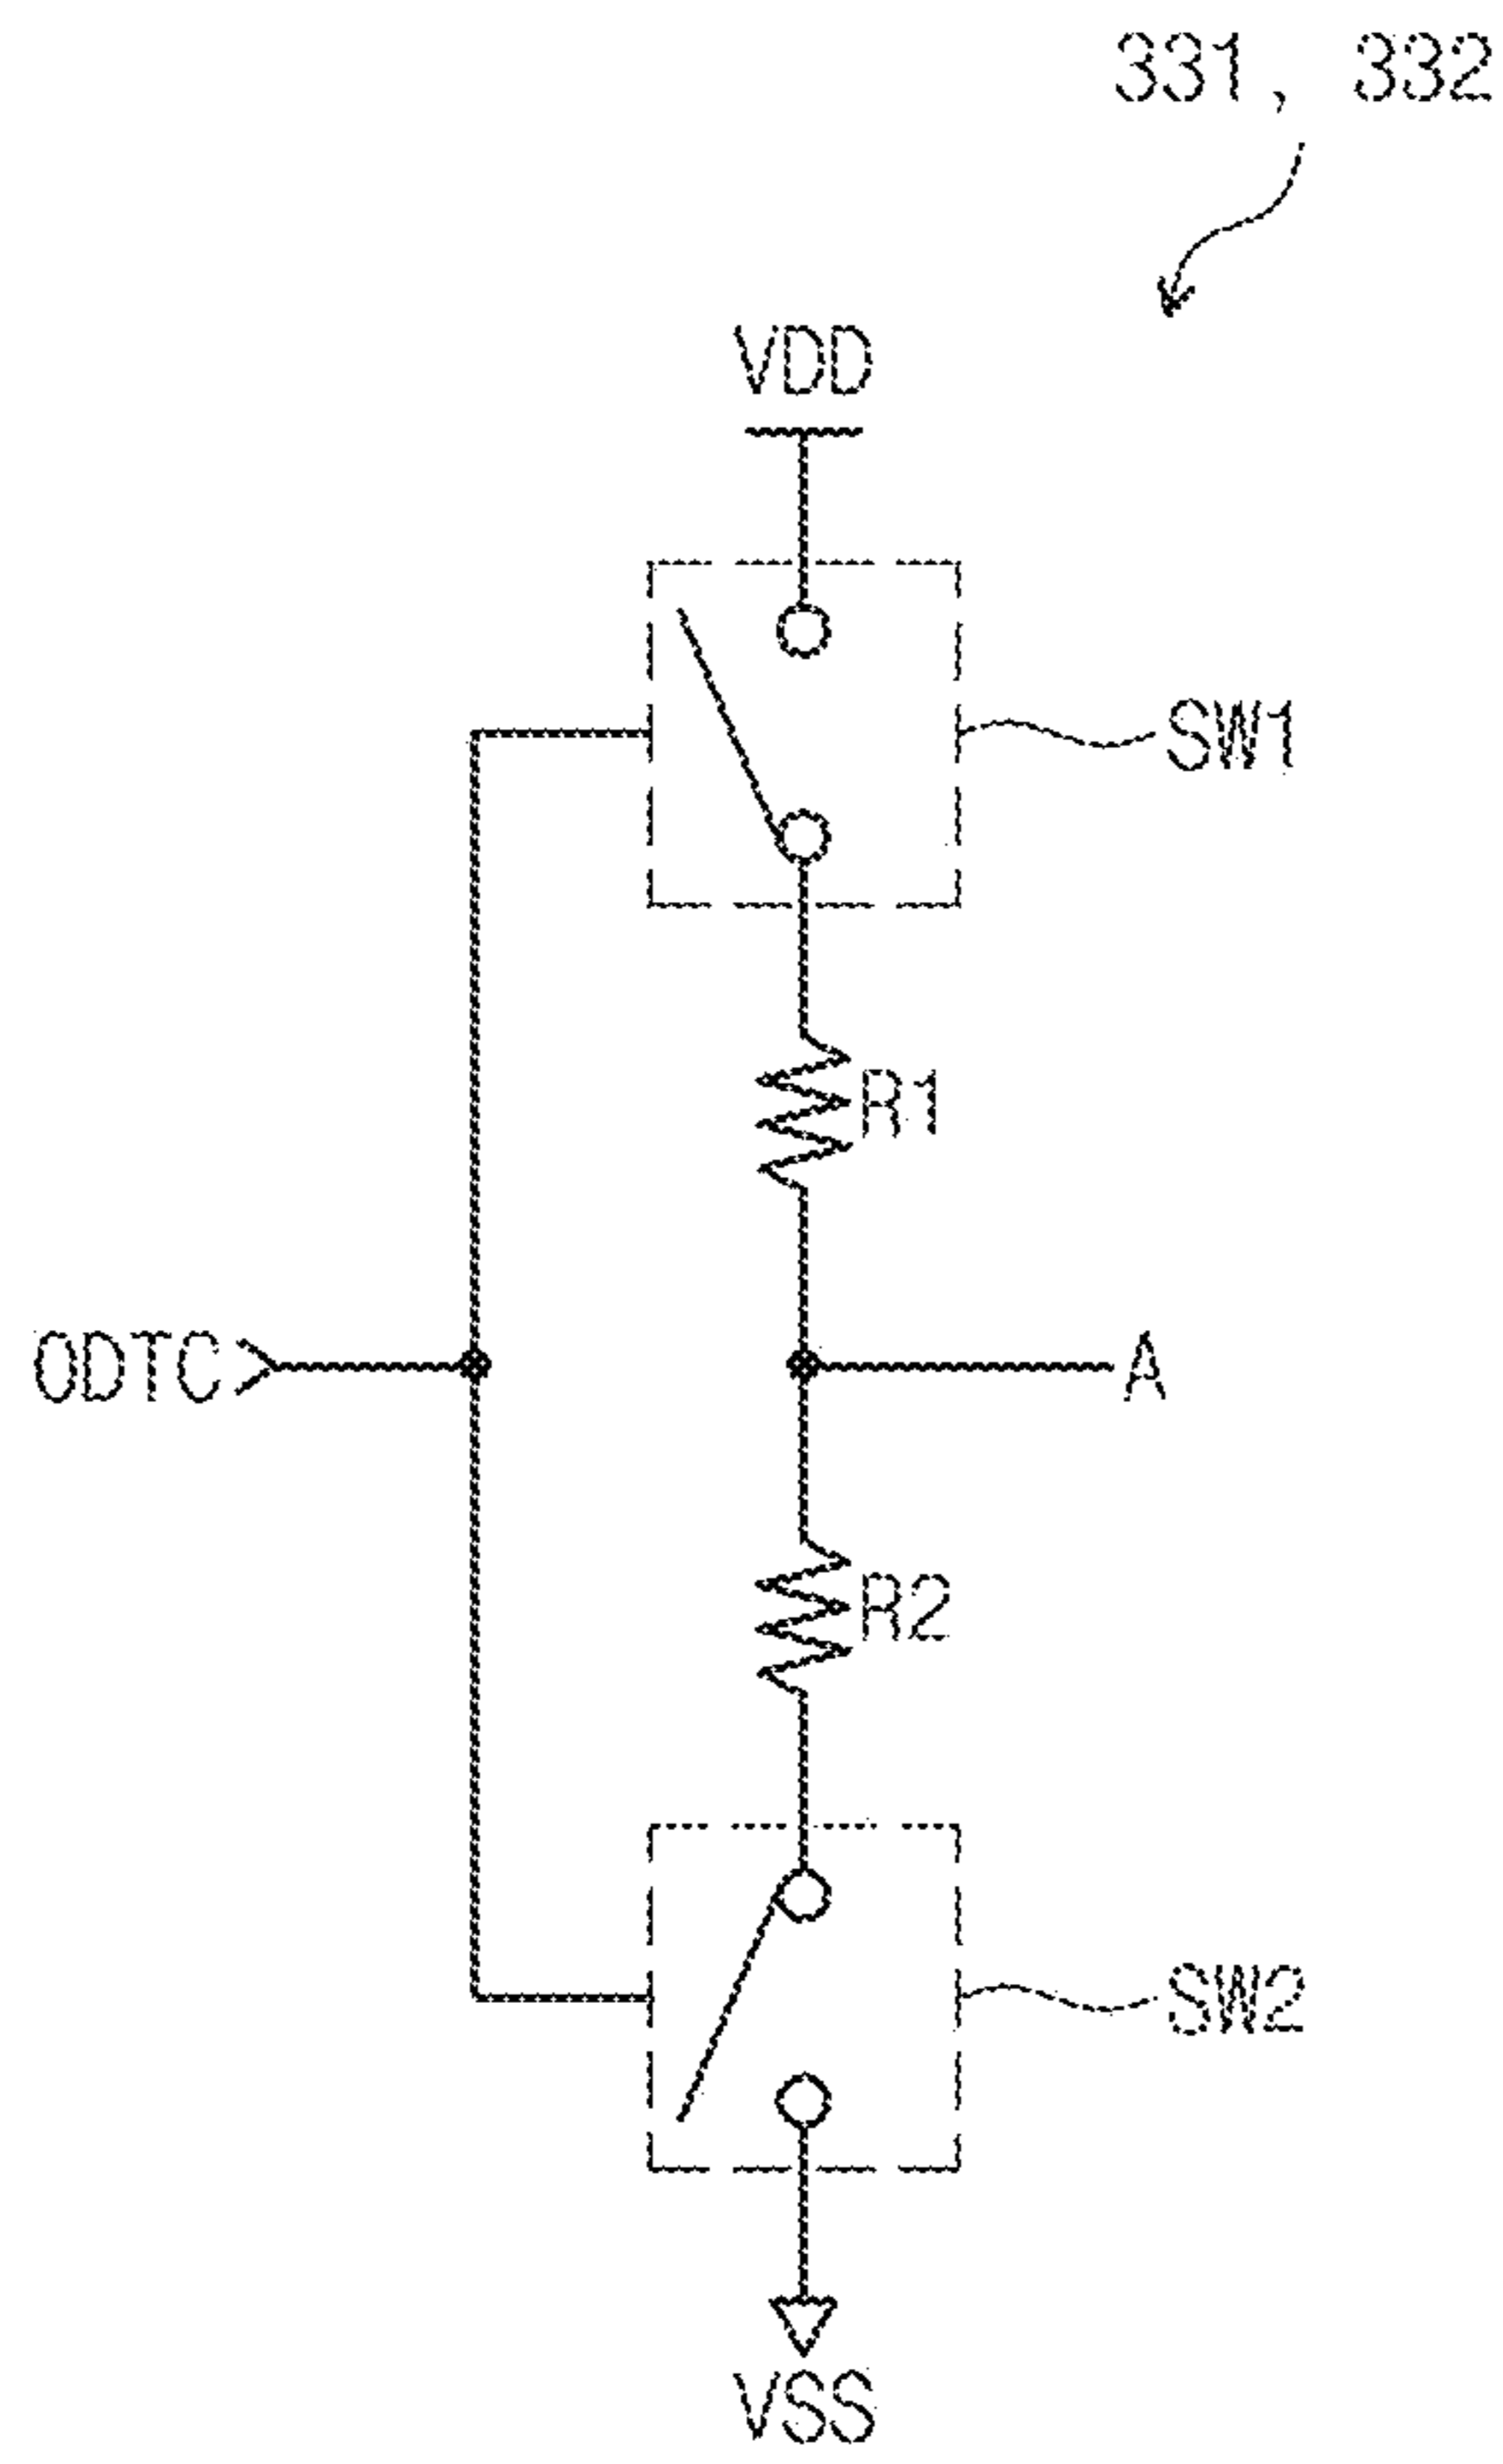 331, 332
VDD
SW1
R1
ODTC
A
R2
SW2
VSS